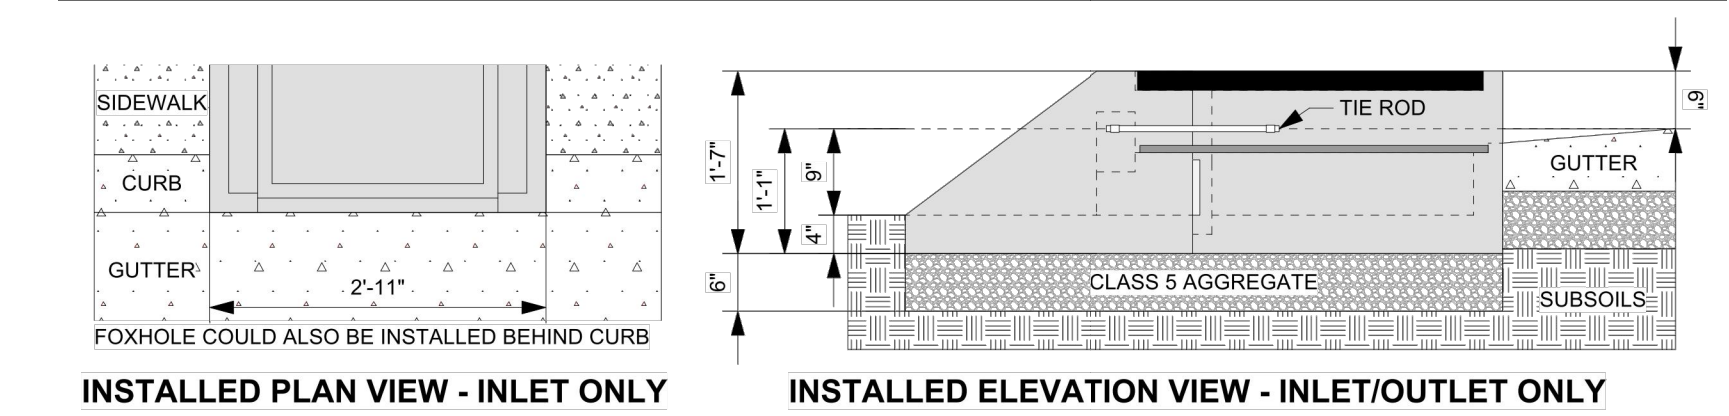 SIDEWALK
CURB
GUTTER
2'-11"
FOXHOLE COULD ALSO BE INSTALLED BEHIND CURB
INSTALLED PLAN VIEW - INLET ONLY
1'-7"
1'-1"
9"
4"
6"
TIE ROD
6"
GUTTER
CLASS 5 AGGREGATE
SUBSOILS
INSTALLED ELEVATION VIEW - INLET/OUTLET ONLY